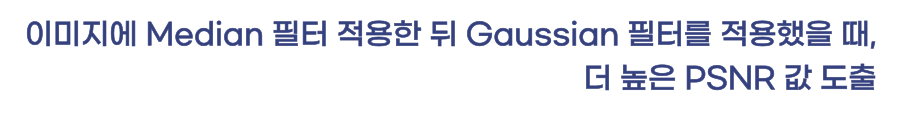 이미지에 Median 필터 적용한 뒤 Gaussian 필터를 적용했을 때,
더 높은 PSNR 값 도출